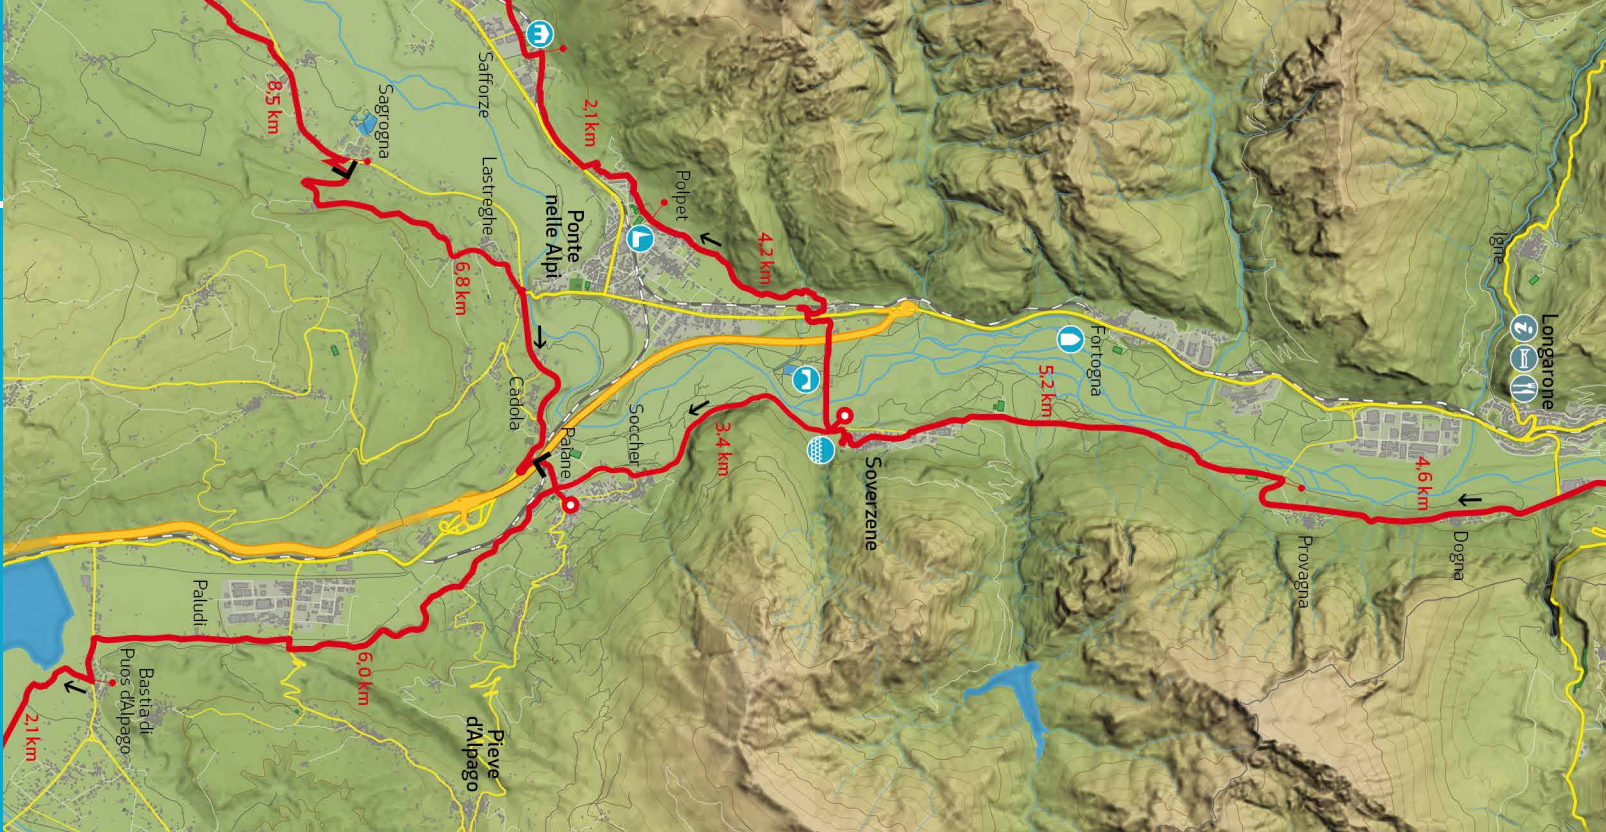 8,5 km
Sagrogna
Safforze
2,1 km
Lastreghe
Ponte
nelle Alpi
Polpet
4,2 km
6,8 km
Cadola
Paiane
Soccher
3,4 km
Soverzene
Fortogna
5,2 km
Igne
Longarone
i
4,6 km
Dogna
Provagna
Paludi
6,0 km
Bastia di
Puos d'Alpago
Pieve
d'Alpago
2,1 km